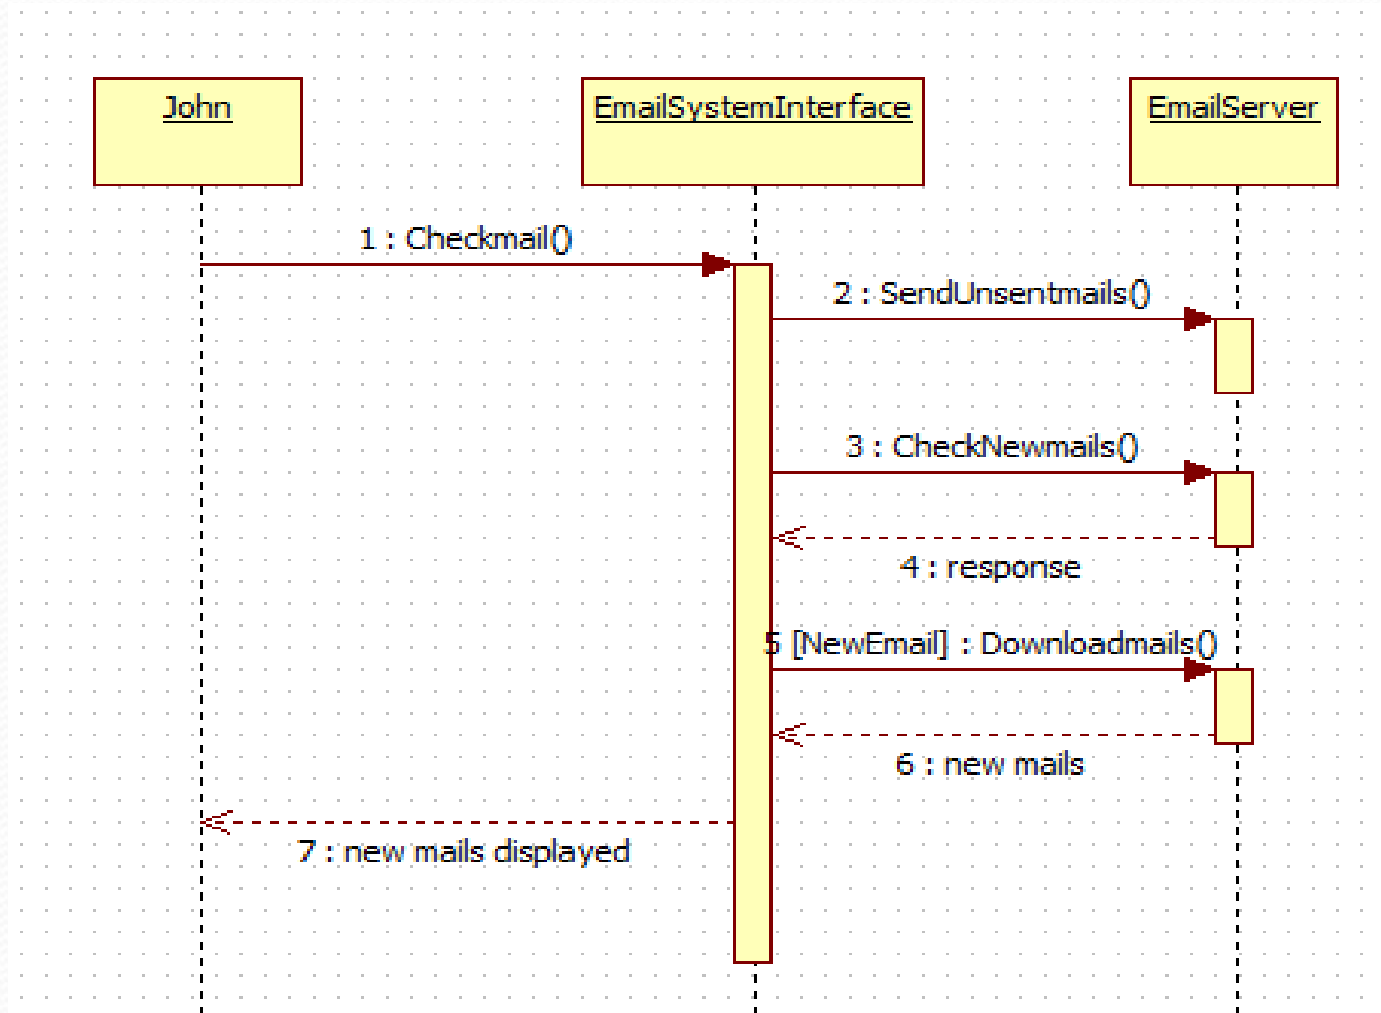 John
EmailSystemInterface
EmailServer
1 : Checkmail()
2 : SendUnsentmails()
3 : CheckNewmails()
4 : response
5 [NewEmail] : Downloadmails()
6 : new mails
7 : new mails displayed